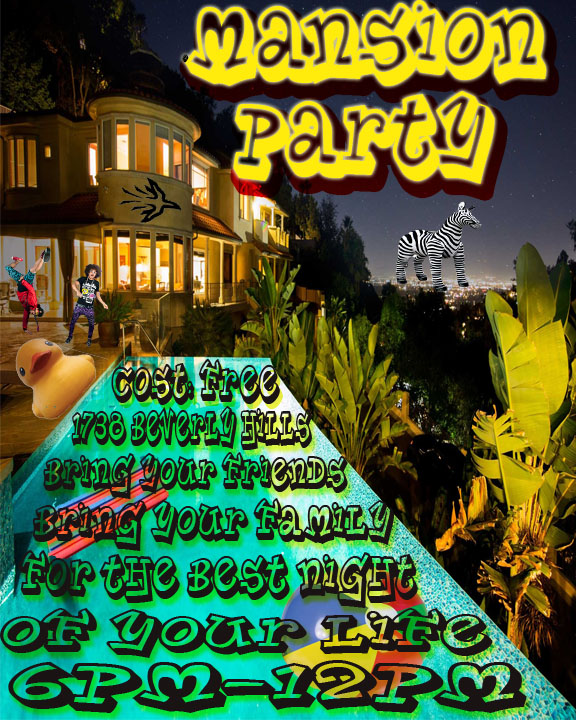 Mansion
Party
Cost: Free
1738 Beverly Hills
Bring your friends
Bring your family
For the best night
of your life
6PM-12PM